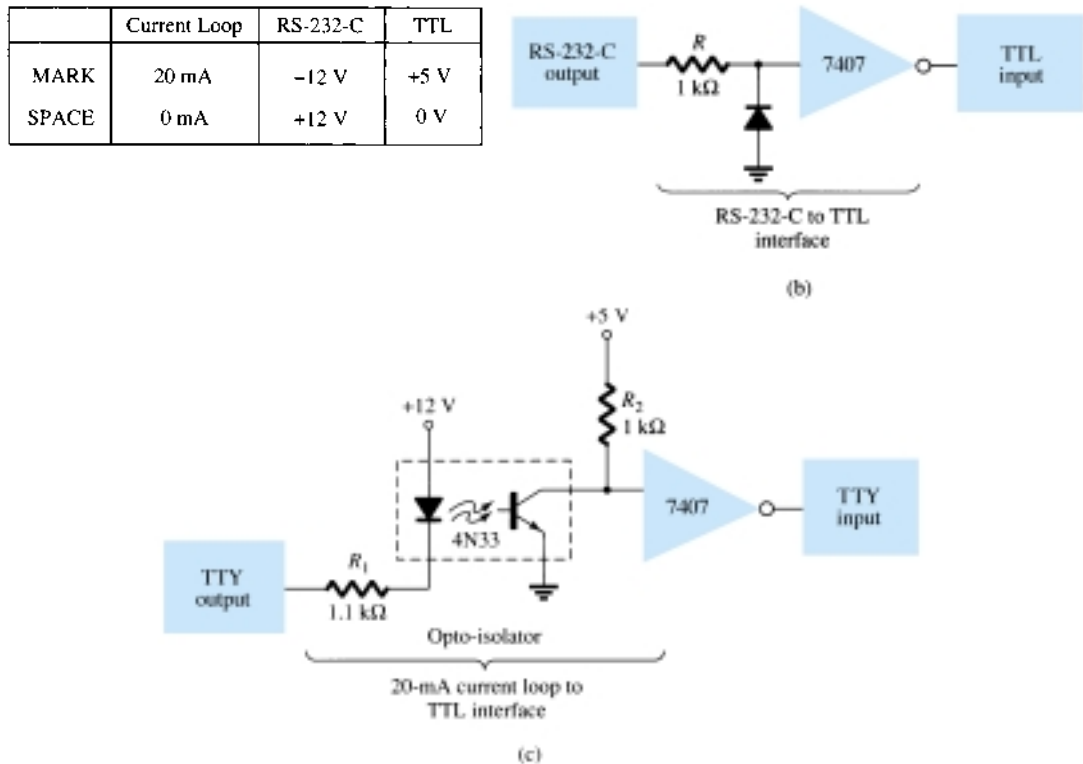 Current Loop RS-232-C TTL
MARK 20 mA −12 V +5 V
SPACE 0 mA +12 V 0 V
RS-232-C
output
R
1 kΩ
7407
TTL
input
RS-232-C to TTL
interface
(b)
+5 V
R2
1 kΩ
+12 V
4N33
7407
TTY
input
TTY
output
R1
1.1 kΩ
Opto-isolator
20-mA current loop to
TTL interface
(c)